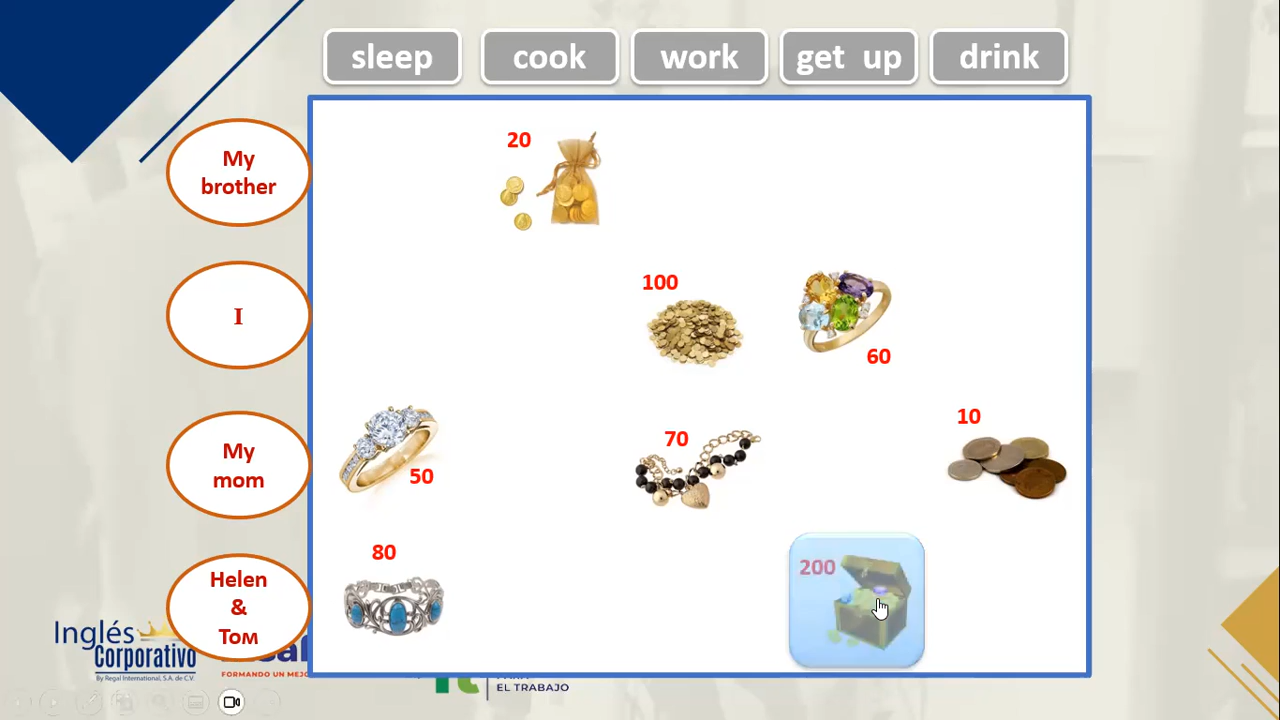 sleep
cook
work
get up
drink
My
brother
20
I
100
60
My
mom
50
70
10
Helen
&
Tom
80
200
Inglés
Corporativo
By Regal International, S.A. de C.V.
EL TRABAJO